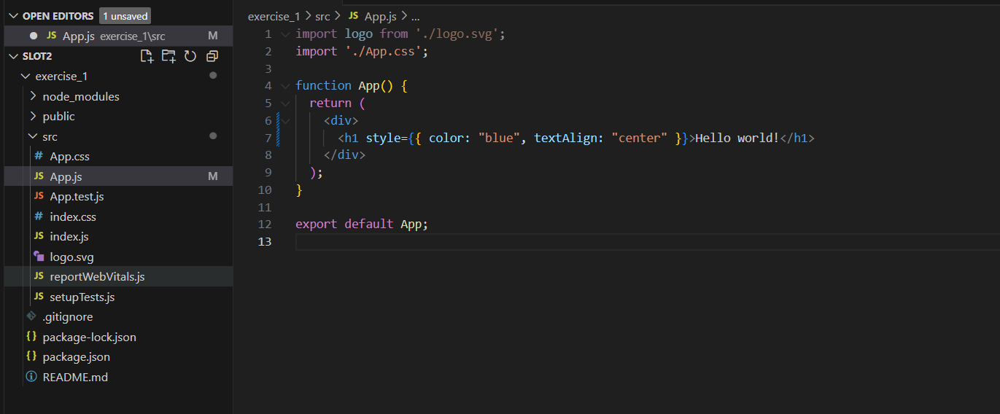 OPEN EDITORS 1 unsaved
JS App.js exercise_1\src M
SLOT2
exercise_1
node_modules
public
src
# App.css
JS App.js M
JS App.test.js
# index.css
JS index.js
logo.svg
JS reportWebVitals.js
JS setupTests.js
.gitignore
{} package-lock.json
{} package.json
README.md
exercise_1 > src > JS App.js > ...
1 import logo from './logo.svg';
2 import './App.css';
3
4 function App() {
5 return (
6 <div>
7 <h1 style={{ color: "blue", textAlign: "center" }}>Hello world!</h1>
8 </div>
9 );
10 }
11
12 export default App;
13